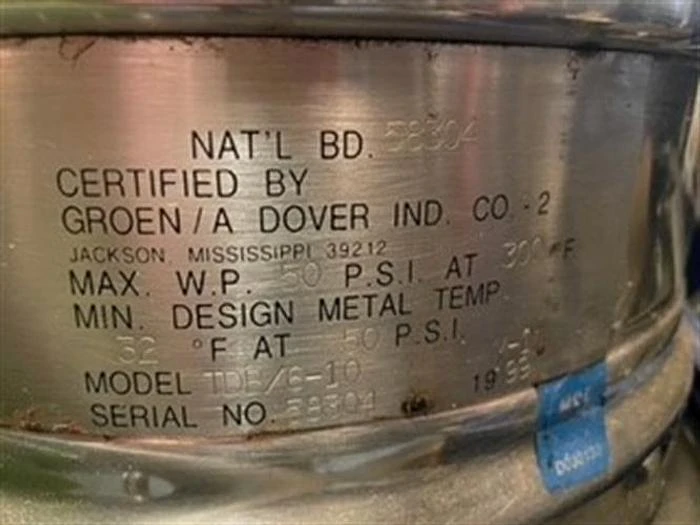 NAT'L BD. 58304
CERTIFIED BY
GROEN/A DOVER IND. CO.-2
JACKSON, MISSISSIPPI 39212
MAX. W.P. 50 P.S.I. AT 300°F
MIN. DESIGN METAL TEMP.
32 °F AT 50 P.S.I.
MODEL TDB/6-10 1999
SERIAL NO. 58304